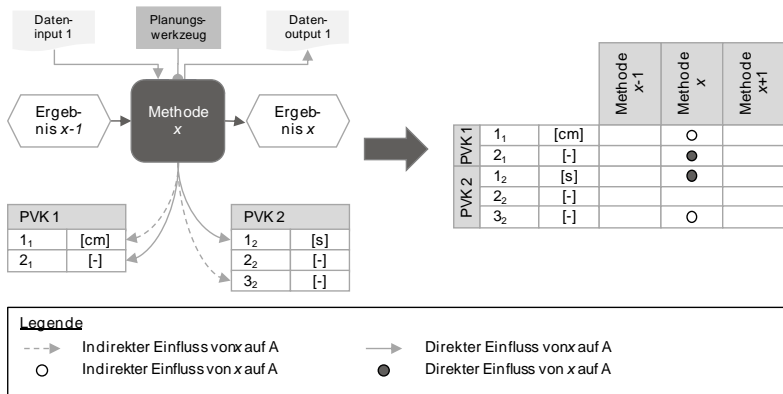 Daten-
input 1
Planungs-
werkzeug
Daten-
output 1
Ergeb-
nis x-1
Methode
x
Ergeb-
nis x
PVK 1
1₁ [cm]
2₁ [-]
PVK 2
1₂ [s]
2₂ [-]
3₂ [-]
Methode
x-1
Methode
x
Methode
x+1
PVK 1
1₁ [cm]
2₁ [-]
PVK 2
1₂ [s]
2₂ [-]
3₂ [-]
Legende
Indirekter Einfluss von x auf A
Direkter Einfluss von x auf A
Indirekter Einfluss von x auf A
Direkter Einfluss von x auf A